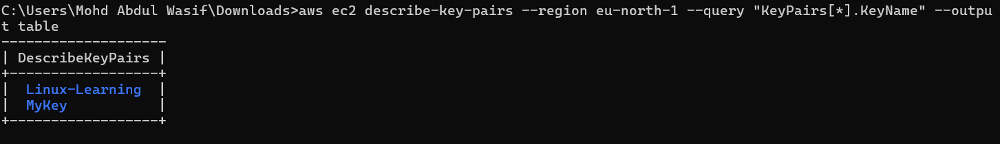 C:\Users\Mohd Abdul Wasif\Downloads>aws ec2 describe-key-pairs --region eu-north-1 --query "KeyPairs[*].KeyName" --outpu
t table
-------------------
| DescribeKeyPairs |
+------------------+
|  Linux-Learning  |
|  MyKey           |
+------------------+